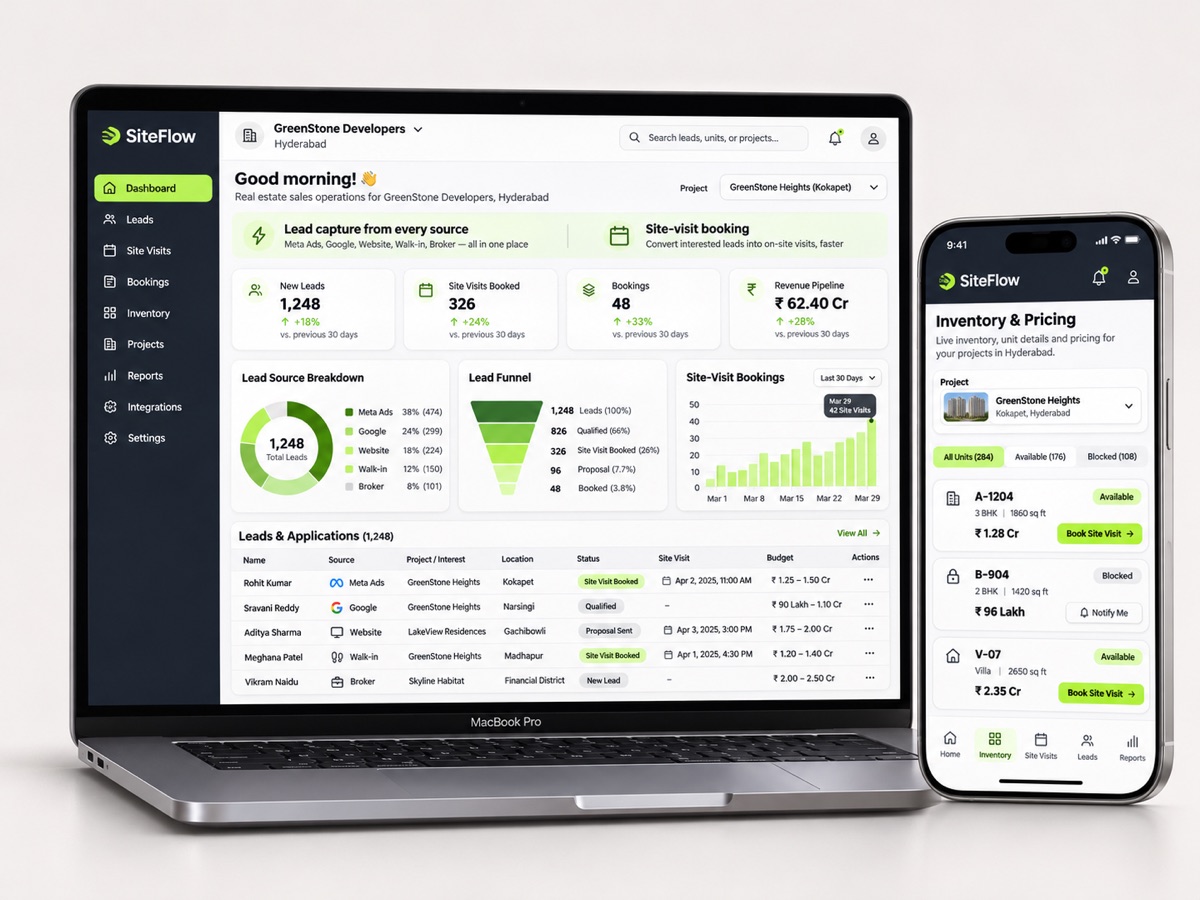 SiteFlow
Dashboard
Leads
Site Visits
Bookings
Inventory
Projects
Reports
Integrations
Settings
GreenStone Developers
Hyderabad
Search leads, units, or projects...
Good morning! 👋
Real estate sales operations for GreenStone Developers, Hyderabad
Project
GreenStone Heights (Kokapet)
Lead capture from every source
Meta Ads, Google, Website, Walk-in, Broker — all in one place
Site-visit booking
Convert interested leads into on-site visits, faster
New Leads
1,248
↑ +18%
vs. previous 30 days
Site Visits Booked
326
↑ +24%
vs. previous 30 days
Bookings
48
↑ +33%
vs. previous 30 days
₹
Revenue Pipeline
₹ 62.40 Cr
↑ +28%
vs. previous 30 days
Lead Source Breakdown
1,248
Total Leads
Meta Ads 38% (474)
Google 24% (299)
Website 18% (224)
Walk-in 12% (150)
Broker 8% (101)
Lead Funnel
1,248 Leads (100%)
826 Qualified (66%)
326 Site Visit Booked (26%)
96 Proposal (7.7%)
48 Booked (3.8%)
Site-Visit Bookings
Last 30 Days
Mar 29
42 Site Visits
50
40
30
20
10
0
Mar 1 Mar 8 Mar 15 Mar 22 Mar 29
Leads & Applications (1,248)
View All →
Name Source Project / Interest Location Status Site Visit Budget Actions
Rohit Kumar Meta Ads GreenStone Heights Kokapet Site Visit Booked Apr 2, 2025, 11:00 AM ₹ 1.25 – 1.50 Cr ...
Sravani Reddy Google GreenStone Heights Narsingi Qualified – ₹ 90 Lakh – 1.10 Cr ...
Aditya Sharma Website LakeView Residences Gachibowli Proposal Sent Apr 3, 2025, 3:00 PM ₹ 1.75 – 2.00 Cr ...
Meghana Patel Walk-in GreenStone Heights Madhapur Site Visit Booked Apr 1, 2025, 4:30 PM ₹ 1.20 – 1.40 Cr ...
Vikram Naidu Broker Skyline Habitat Financial District New Lead – ₹ 2.00 – 2.50 Cr ...
MacBook Pro
9:41
SiteFlow
Inventory & Pricing
Live inventory, unit details and pricing for
your projects in Hyderabad.
Project
GreenStone Heights
Kokapet, Hyderabad
All Units (284) Available (176) Blocked (108)
A-1204
Available
3 BHK | 1860 sq ft
₹ 1.28 Cr
Book Site Visit →
B-904
Blocked
2 BHK | 1420 sq ft
₹ 96 Lakh
Notify Me
V-07
Available
Villa | 2650 sq ft
₹ 2.35 Cr
Book Site Visit →
Home Inventory Site Visits Leads Reports